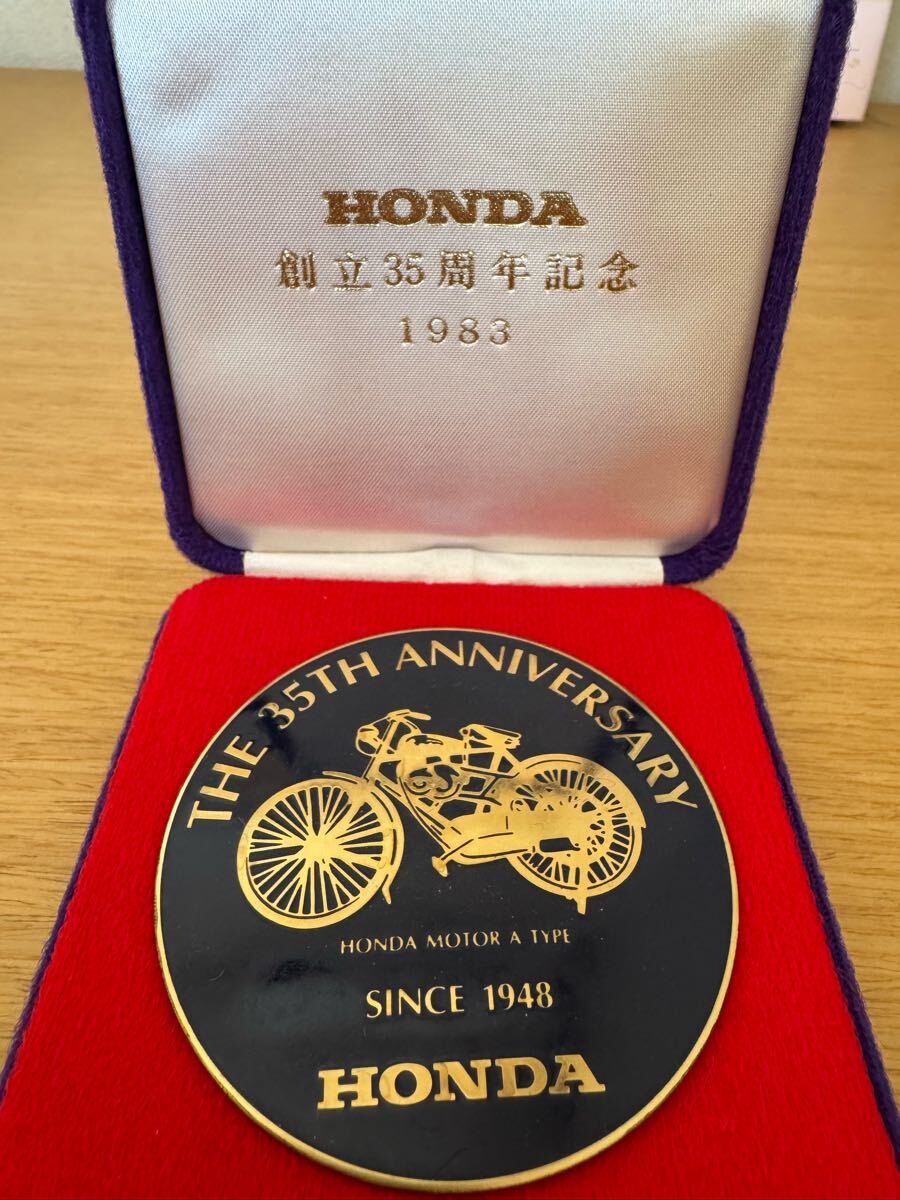 HONDA
創立35周年記念
1983
THE 35TH ANNIVERSARY
HONDA MOTOR A TYPE
SINCE 1948
HONDA